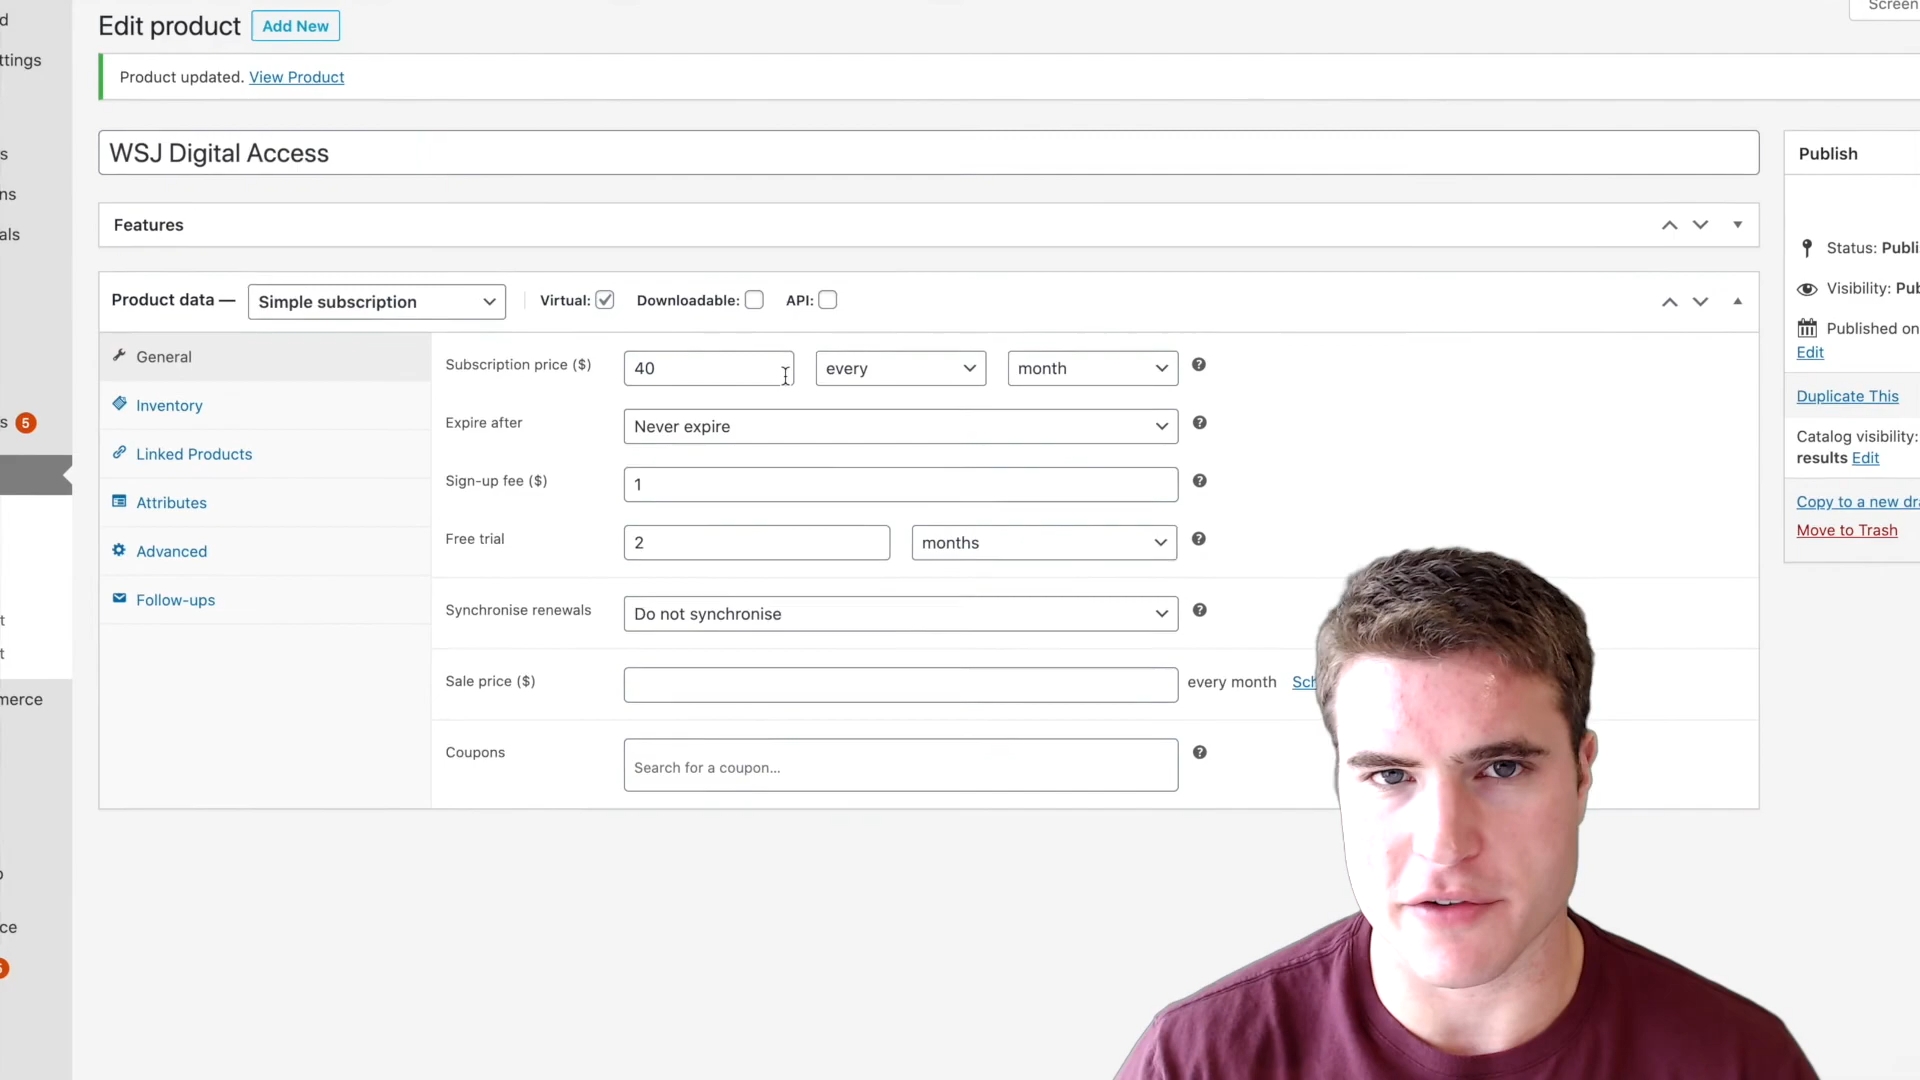 Screen
Edit product Add New
Product updated. View Product
WSJ Digital Access
Features
Product data — Simple subscription Virtual: Downloadable: API:
General
Inventory
Linked Products
Attributes
Advanced
Follow-ups
Subscription price ($) 40 every month
Expire after Never expire
Sign-up fee ($) 1
Free trial 2 months
Synchronise renewals Do not synchronise
Sale price ($) every month Sch
Coupons Search for a coupon...
Publish
Status: Publi
Visibility: Pub
Published on
Edit
Duplicate This
Catalog visibility:
results Edit
Copy to a new dra
Move to Trash
d
ttings
s
ns
als
s 5
t
t
merce
ce